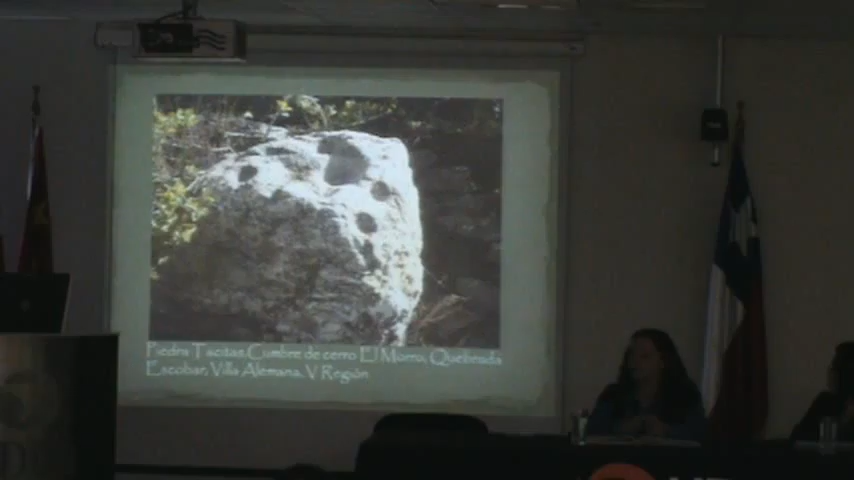 Piedra Tacitas.Cumbre de cerro El Morro, Quebrada
Escobar, Villa Alemana. V Región